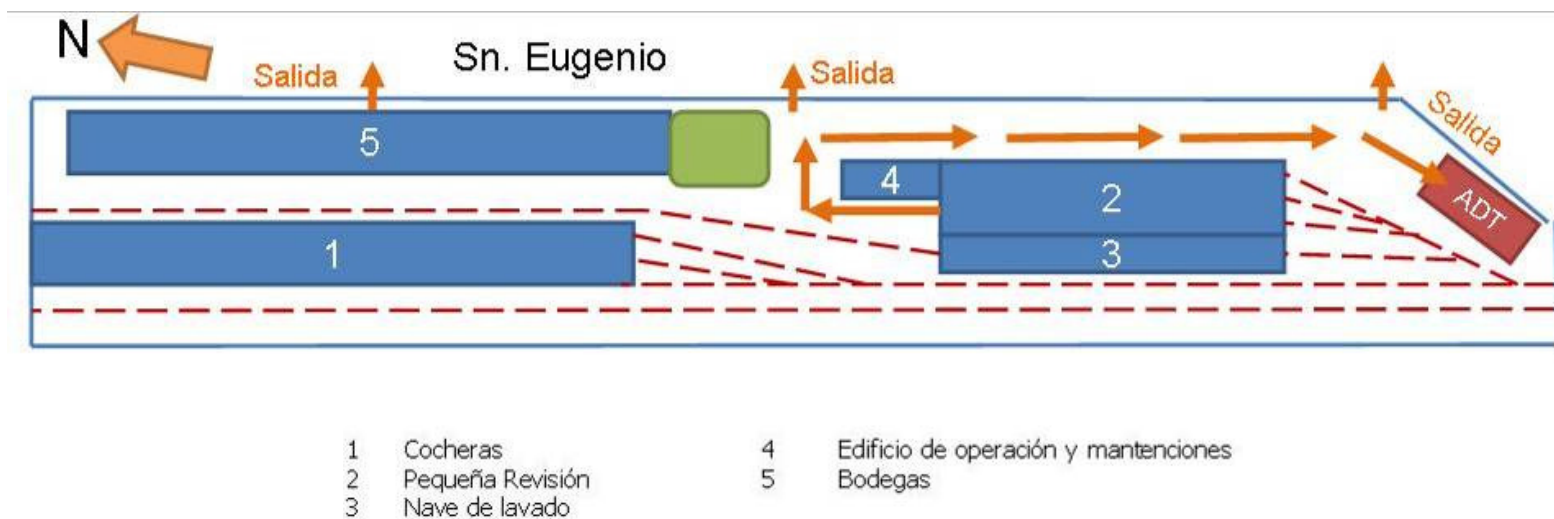 N
Sn. Eugenio
Salida
Salida
Salida
5
4
2
ADT
1
3
1 Cocheras
2 Pequeña Revisión
3 Nave de lavado
4 Edificio de operación y mantenciones
5 Bodegas